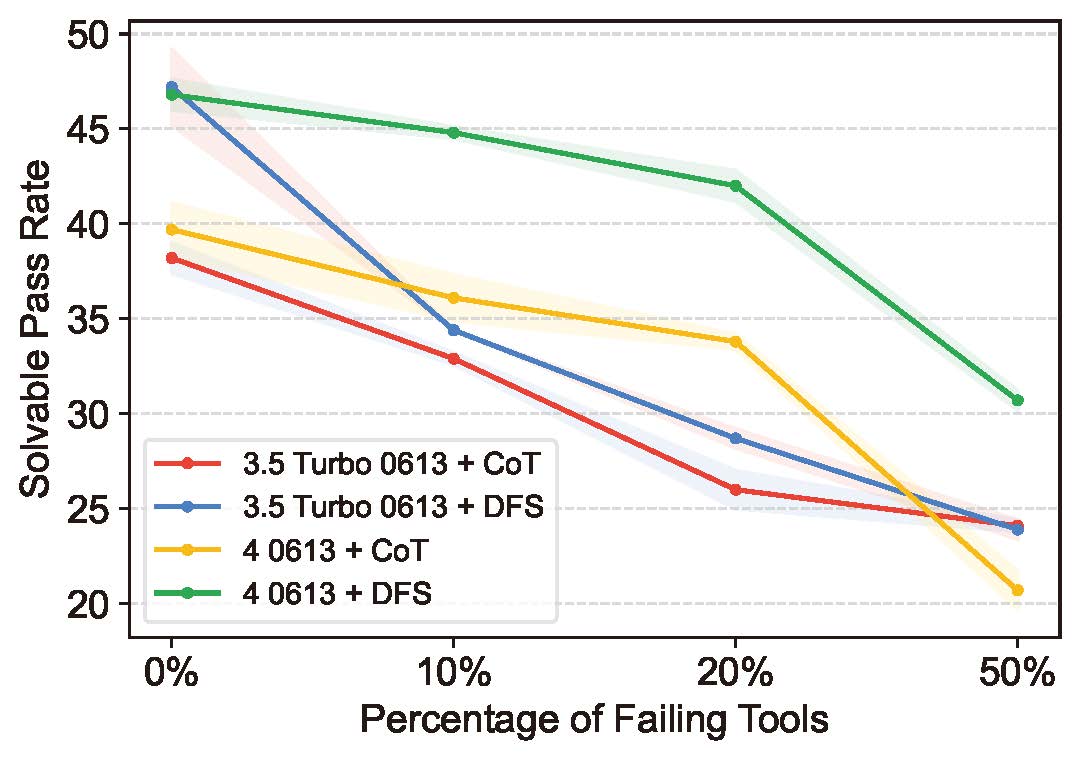 50
45
40
35
30
25
20
Solvable Pass Rate
3.5 Turbo 0613 + CoT
3.5 Turbo 0613 + DFS
4 0613 + CoT
4 0613 + DFS
0% 10% 20% 50%
Percentage of Failing Tools